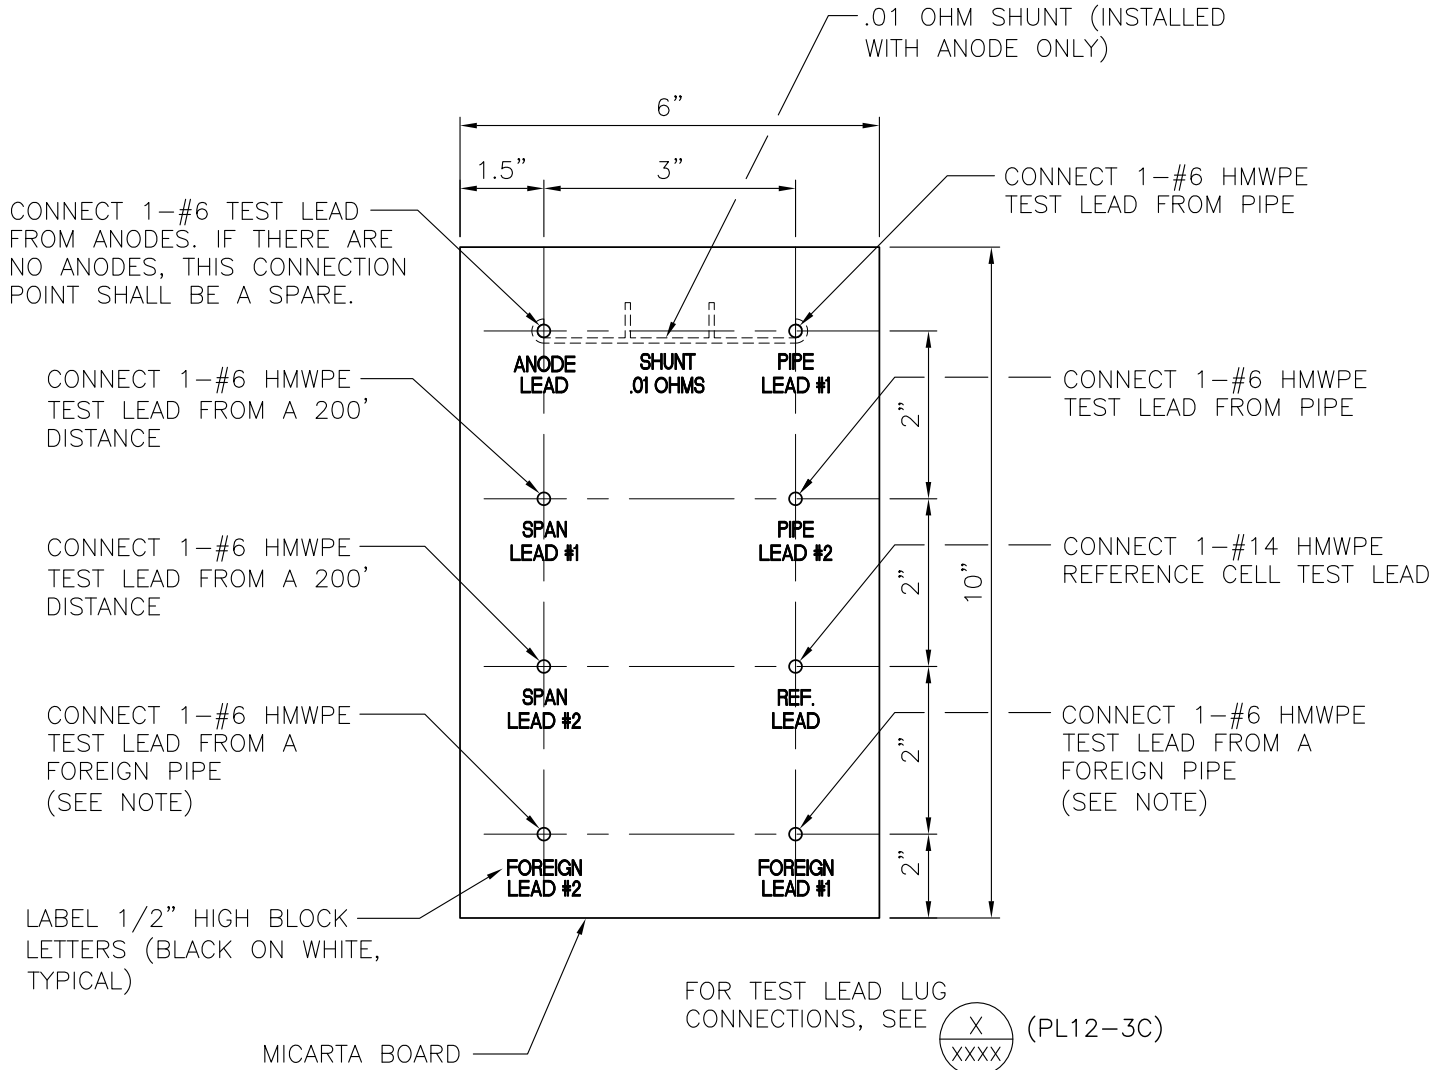 .01 OHM SHUNT (INSTALLED
WITH ANODE ONLY)
6”
1.5”
3”
CONNECT 1-#6 HMWPE
TEST LEAD FROM PIPE
CONNECT 1-#6 TEST LEAD
FROM ANODES. IF THERE ARE
NO ANODES, THIS CONNECTION
POINT SHALL BE A SPARE.
ANODE
LEAD
SHUNT
.01 OHMS
PIPE
LEAD #1
CONNECT 1-#6 HMWPE
TEST LEAD FROM A 200'
DISTANCE
CONNECT 1-#6 HMWPE
TEST LEAD FROM PIPE
2”
SPAN
LEAD #1
PIPE
LEAD #2
CONNECT 1-#6 HMWPE
TEST LEAD FROM A 200'
DISTANCE
CONNECT 1-#14 HMWPE
REFERENCE CELL TEST LEAD
2”
10”
SPAN
LEAD #2
REF.
LEAD
CONNECT 1-#6 HMWPE
TEST LEAD FROM A
FOREIGN PIPE
(SEE NOTE)
CONNECT 1-#6 HMWPE
TEST LEAD FROM A
FOREIGN PIPE
(SEE NOTE)
2”
2”
FOREIGN
LEAD #2
FOREIGN
LEAD #1
LABEL 1/2” HIGH BLOCK
LETTERS (BLACK ON WHITE,
TYPICAL)
MICARTA BOARD
FOR TEST LEAD LUG
CONNECTIONS, SEE
X
XXXX
(PL12-3C)